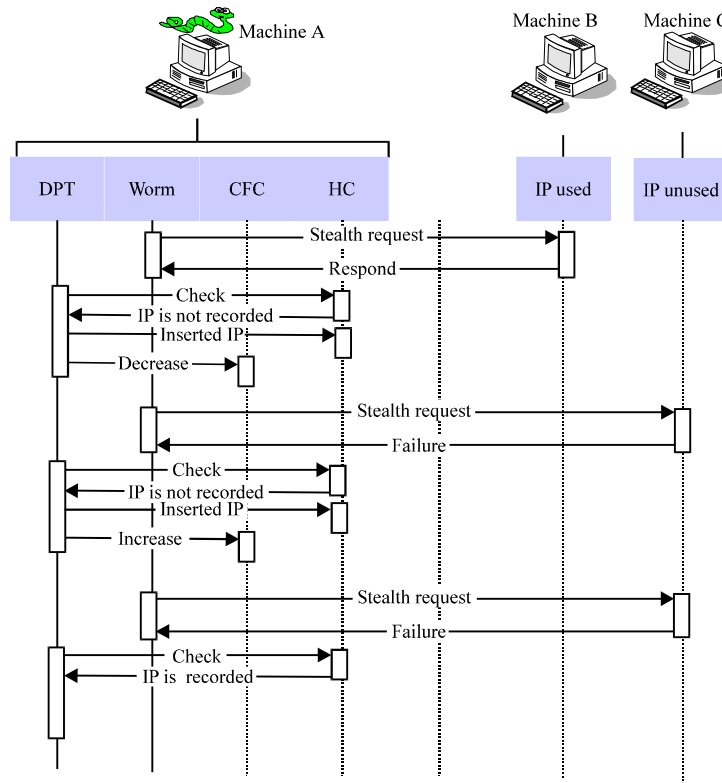 Machine A
Machine B
Machine C
DPT
Worm
CFC
HC
IP used
IP unused
Stealth request
Respond
Check
IP is not recorded
Inserted IP
Decrease
Stealth request
Failure
Check
IP is not recorded
Inserted IP
Increase
Stealth request
Failure
Check
IP is recorded